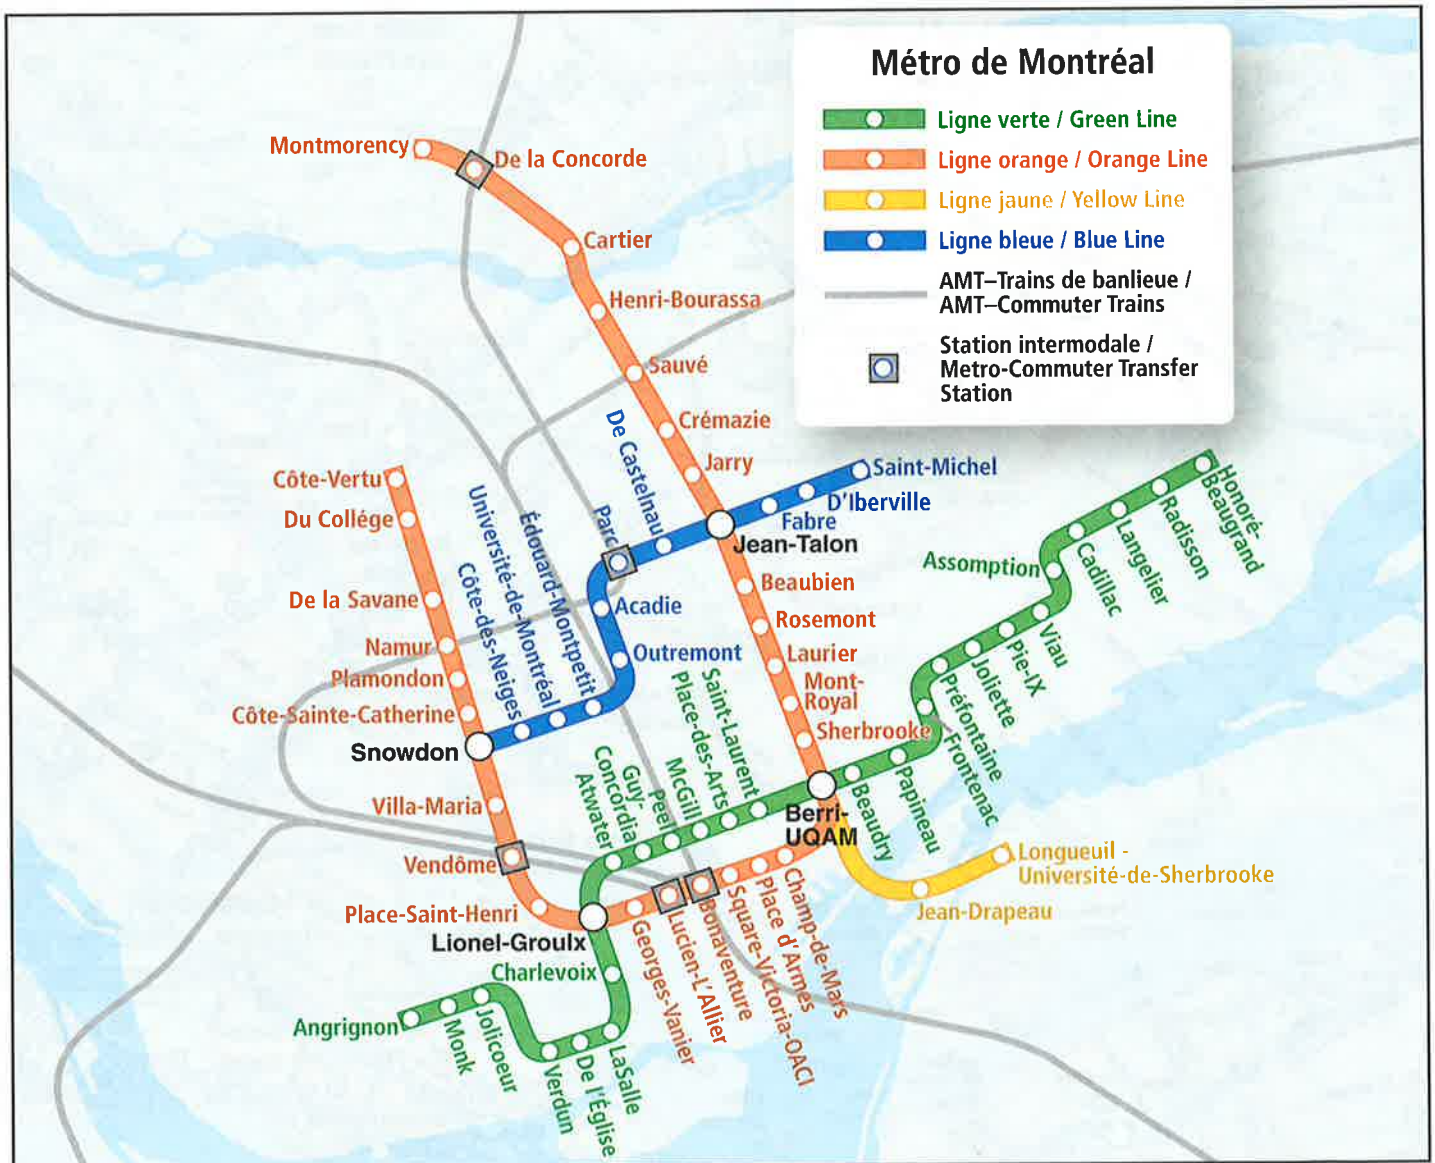 Métro de Montréal
Ligne verte / Green Line
Ligne orange / Orange Line
Ligne jaune / Yellow Line
Ligne bleue / Blue Line
AMT–Trains de banlieue /
AMT–Commuter Trains
Station intermodale /
Metro-Commuter Transfer
Station
Montmorency
De la Concorde
Cartier
Henri-Bourassa
Sauvé
Crémazie
Jarry
Jean-Talon
Beaubien
Rosemont
Laurier
Mont-
Royal
Sherbrooke
Berri-
UQAM
Champ-de-Mars
Place d'Armes
Square-Victoria-OACI
Bonaventure
Lucien-L'Allier
Georges-Vanier
Lionel-Groulx
Place-Saint-Henri
Vendôme
Villa-Maria
Snowdon
Côte-Sainte-Catherine
Plamondon
Namur
De la Savane
Du Collége
Côte-Vertu
Côte-des-Neiges
Université-de-Montréal
Édouard-Montpetit
Outremont
Acadie
Parc
De Castelnau
Fabre
D'Iberville
Saint-Michel
Honoré-
Beaugrand
Radisson
Langelier
Cadillac
Assomption
Viau
Pie-IX
Joliette
Préfontaine
Frontenac
Papineau
Beaudry
Saint-Laurent
Place-des-Arts
McGill
Peel
Guy-
Concordia
Atwater
Charlevoix
LaSalle
De l'Église
Verdun
Jolicoeur
Monk
Angrignon
Longueuil -
Université-de-Sherbrooke
Jean-Drapeau